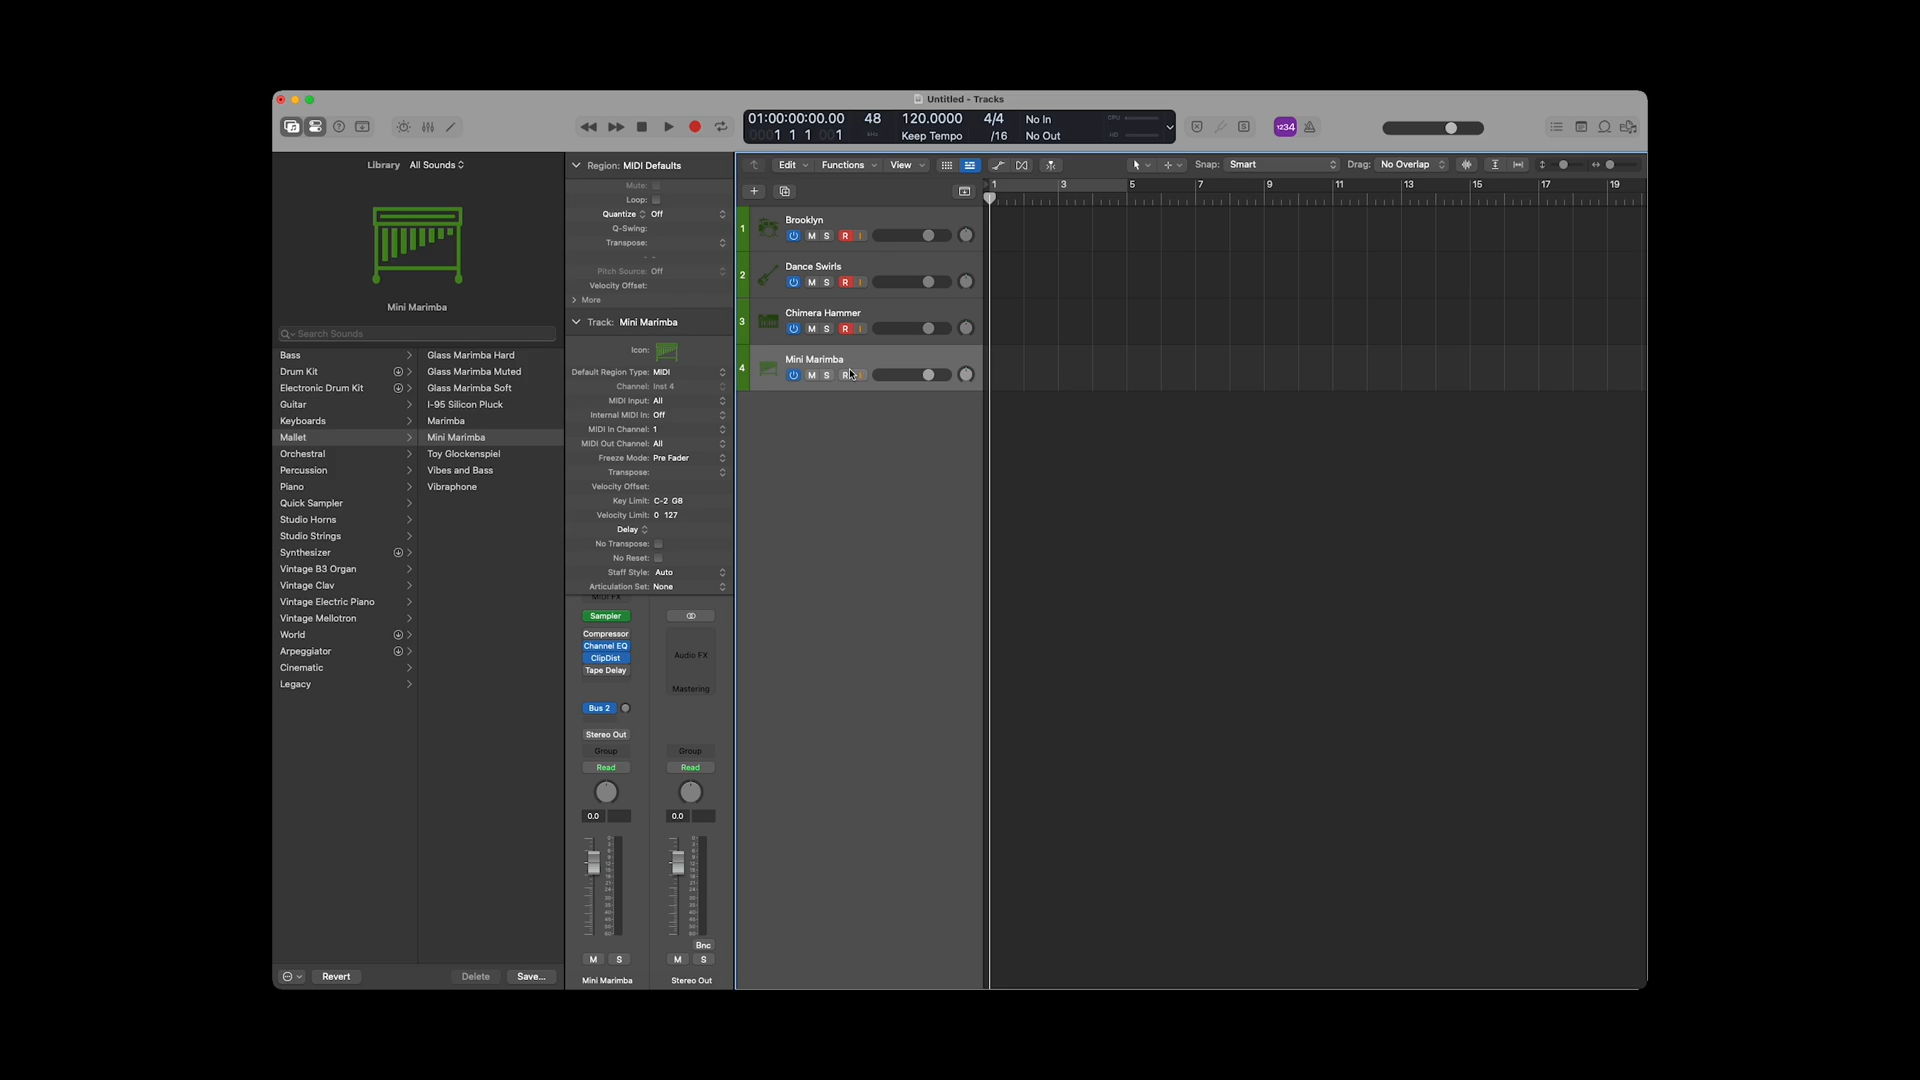 Untitled - Tracks
01:00:00:00.00
0001 1 1 001
48
kHz
120.0000
Keep Tempo
4/4
/16
No In
No Out
CPU
HD
1234
Library All Sounds
Mini Marimba
Search Sounds
Bass
Drum Kit
Electronic Drum Kit
Guitar
Keyboards
Mallet
Orchestral
Percussion
Piano
Quick Sampler
Studio Horns
Studio Strings
Synthesizer
Vintage B3 Organ
Vintage Clav
Vintage Electric Piano
Vintage Mellotron
World
Arpeggiator
Cinematic
Legacy
Glass Marimba Hard
Glass Marimba Muted
Glass Marimba Soft
I-95 Silicon Pluck
Marimba
Mini Marimba
Toy Glockenspiel
Vibes and Bass
Vibraphone
Revert
Delete
Save...
Region: MIDI Defaults
Mute:
Loop:
Quantize Off
Q-Swing:
Transpose:
Pitch Source: Off
Velocity Offset:
More
Track: Mini Marimba
Icon:
Default Region Type: MIDI
Channel: Inst 4
MIDI Input: All
Internal MIDI In: Off
MIDI In Channel: 1
MIDI Out Channel: All
Freeze Mode: Pre Fader
Transpose:
Velocity Offset:
Key Limit: C-2 G8
Velocity Limit: 0 127
Delay
No Transpose:
No Reset:
Staff Style: Auto
Articulation Set: None
MIDI FX
Sampler
Compressor
Channel EQ
ClipDist
Tape Delay
Bus 2
Stereo Out
Group
Read
0.0
M S
Mini Marimba
Audio FX
Mastering
Group
Read
0.0
Bnc
M S
Stereo Out
Edit Functions View
Snap: Smart
Drag: No Overlap
1 3 5 7 9 11 13 15 17 19
1
Brooklyn
M S R I
2
Dance Swirls
M S R I
3
Chimera Hammer
M S R I
4
Mini Marimba
M S R I